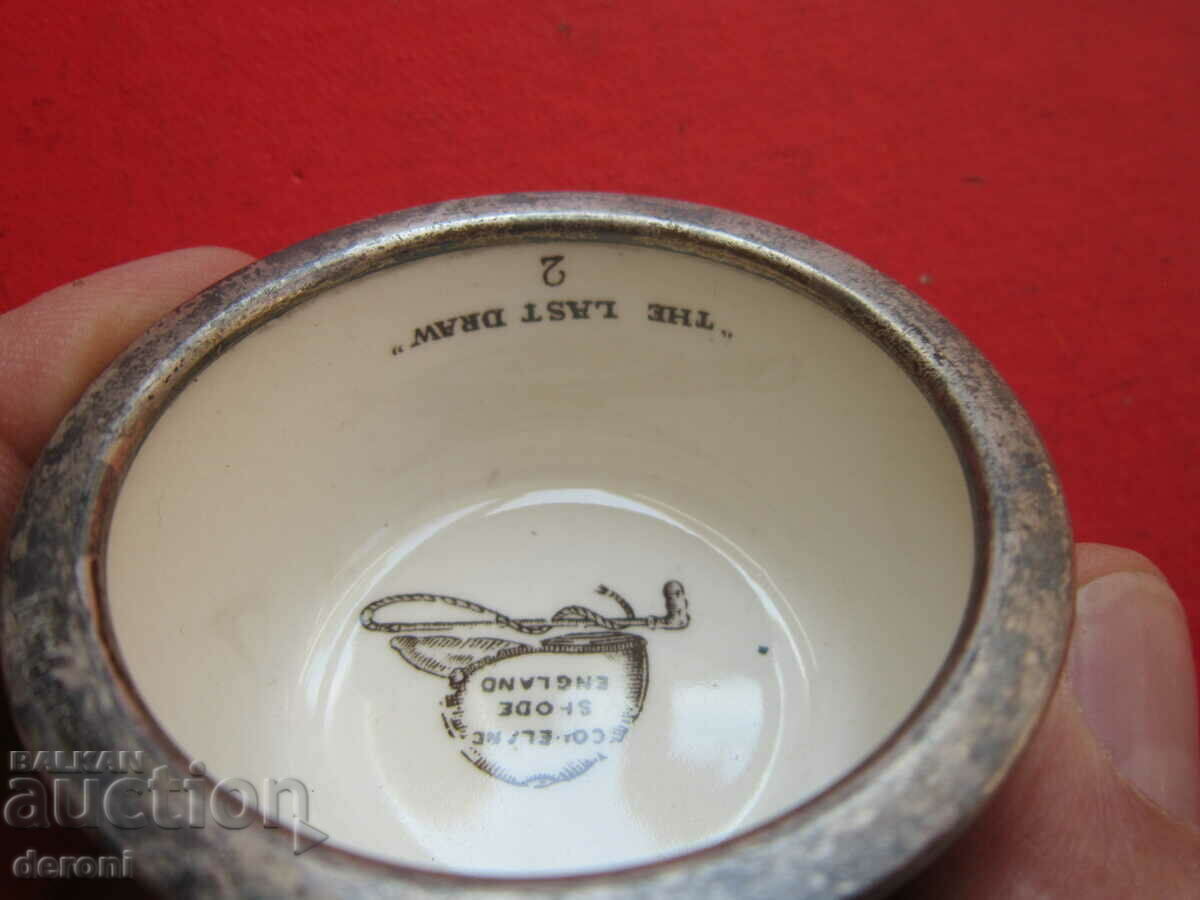 2
"THE LAST DRAW"
COPELAND
SPODE
ENGLAND
BALKAN
auction
deroni